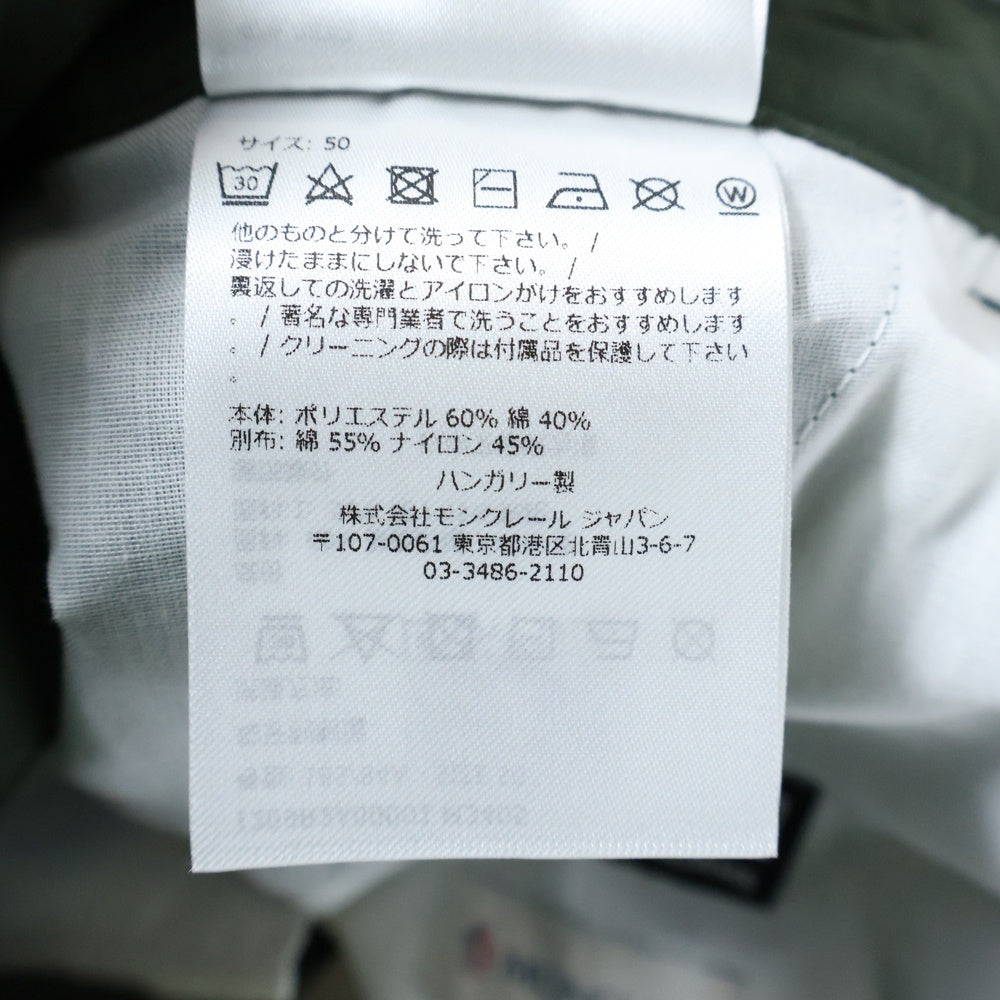 サイズ: 50
30 W
他のものと分けて洗って下さい。 /
浸けたままにしないで下さい。 /
裏返しての洗濯とアイロンがけをおすすめします
。 / 著名な専門業者で洗うことをおすすめします
。 / クリーニングの際は付属品を保護して下さい
。
本体: ポリエステル 60% 綿 40%
別布: 綿 55% ナイロン 45%
ハンガリー製
株式会社モンクレール ジャパン
〒107-0061 東京都港区北青山3-6-7
03-3486-2110